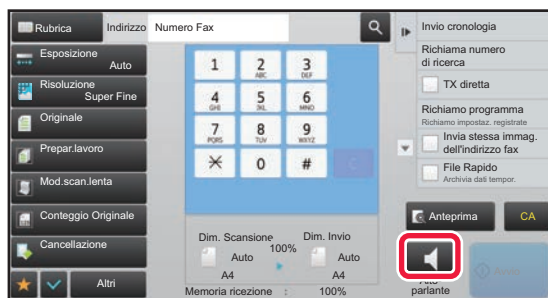 Rubrica
Indirizzo
Numero Fax
Esposizione
Auto
Risoluzione
Super Fine
Originale
Prepar.lavoro
Mod.scan.lenta
Conteggio Originale
Cancellazione
Altri
1
2 ABC
3 DEF
4 GHI
5 JKL
6 MNO
7 PQRS
8 TUV
9 WXYZ
0
#
C
Dim. Scansione
100%
Dim. Invio
Auto
Auto
A4
A4
Memoria ricezione : 100%
Invio cronologia
Richiama numero
di ricerca
TX diretta
Richiamo programma
Richiamo impostaz. registrate
Invia stessa immag.
dell'indirizzo fax
File Rapido
Archivia dati tempor.
Anteprima
CA
parlante